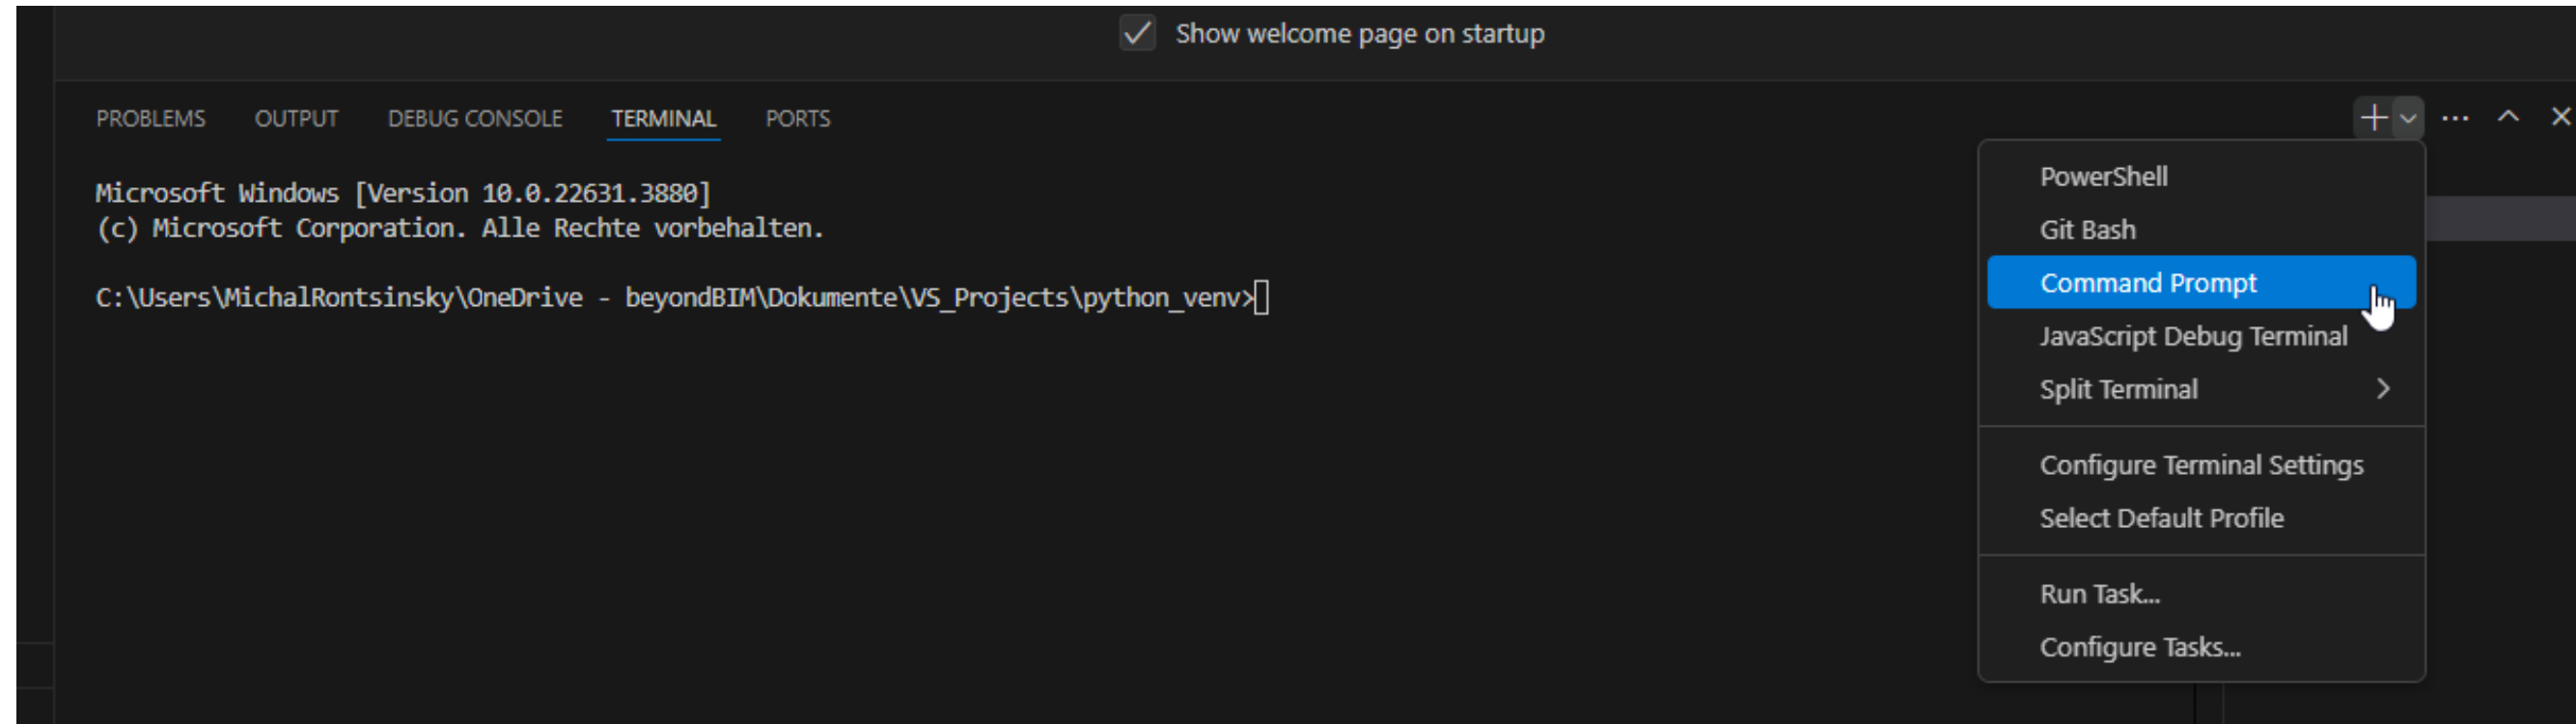 Show welcome page on startup
PROBLEMS OUTPUT DEBUG CONSOLE TERMINAL PORTS
Microsoft Windows [Version 10.0.22631.3880]
(c) Microsoft Corporation. Alle Rechte vorbehalten.
C:\Users\MichalRontsinsky\OneDrive - beyondBIM\Dokumente\VS_Projects\python_venv>
PowerShell
Git Bash
Command Prompt
JavaScript Debug Terminal
Split Terminal
Configure Terminal Settings
Select Default Profile
Run Task...
Configure Tasks...